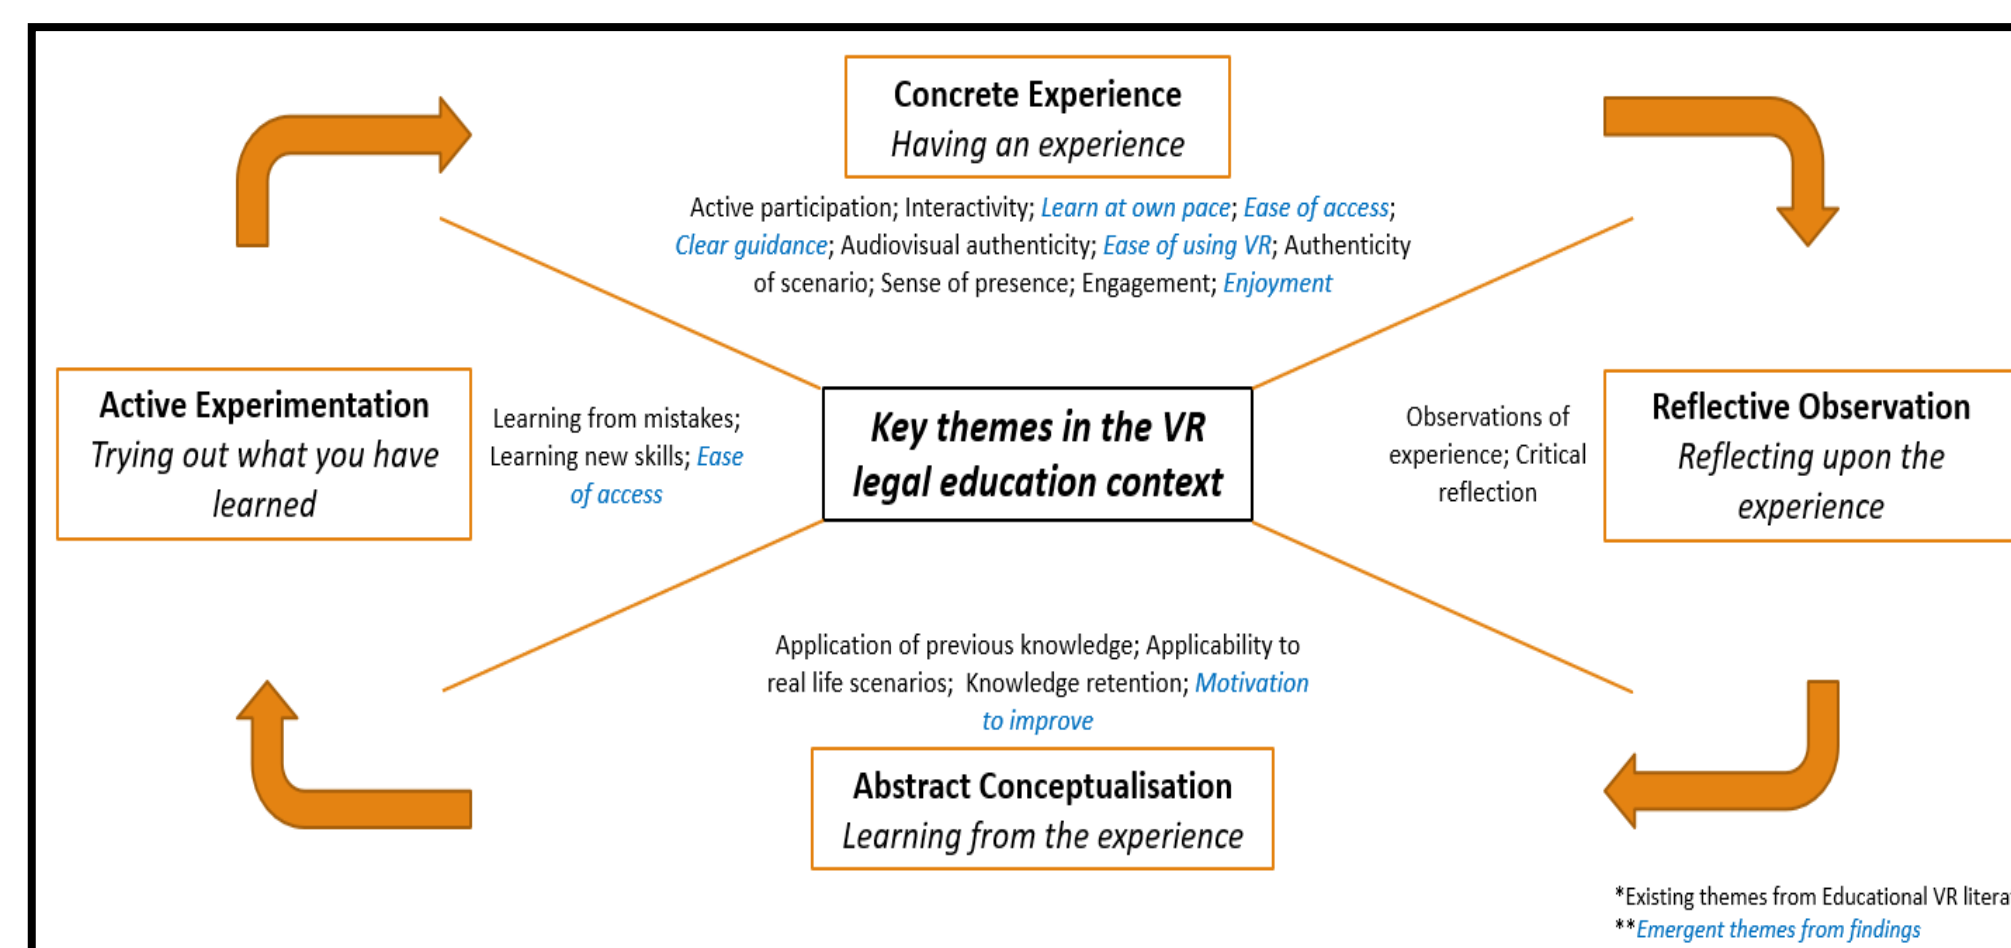 Concrete Experience
Having an experience
Active participation; Interactivity; Learn at own pace; Ease of access;
Clear guidance; Audiovisual authenticity; Ease of using VR; Authenticity
of scenario; Sense of presence; Engagement; Enjoyment
Active Experimentation
Trying out what you have
learned
Learning from mistakes;
Learning new skills; Ease
of access
Key themes in the VR
legal education context
Observations of
experience; Critical
reflection
Reflective Observation
Reflecting upon the
experience
Application of previous knowledge; Applicability to
real life scenarios; Knowledge retention; Motivation
to improve
Abstract Conceptualisation
Learning from the experience
*Existing themes from Educational VR
**Emergent themes from findings